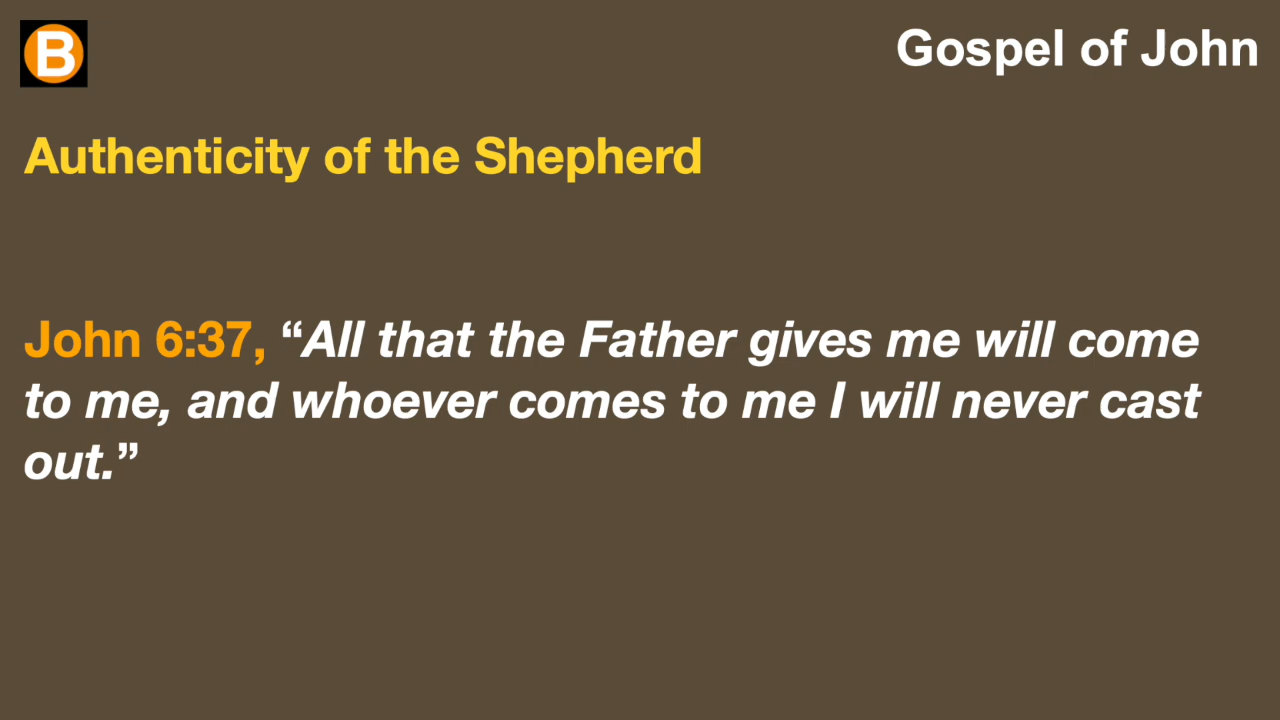 B
Gospel of John
Authenticity of the Shepherd
John 6:37, “All that the Father gives me will come
to me, and whoever comes to me I will never cast
out.”